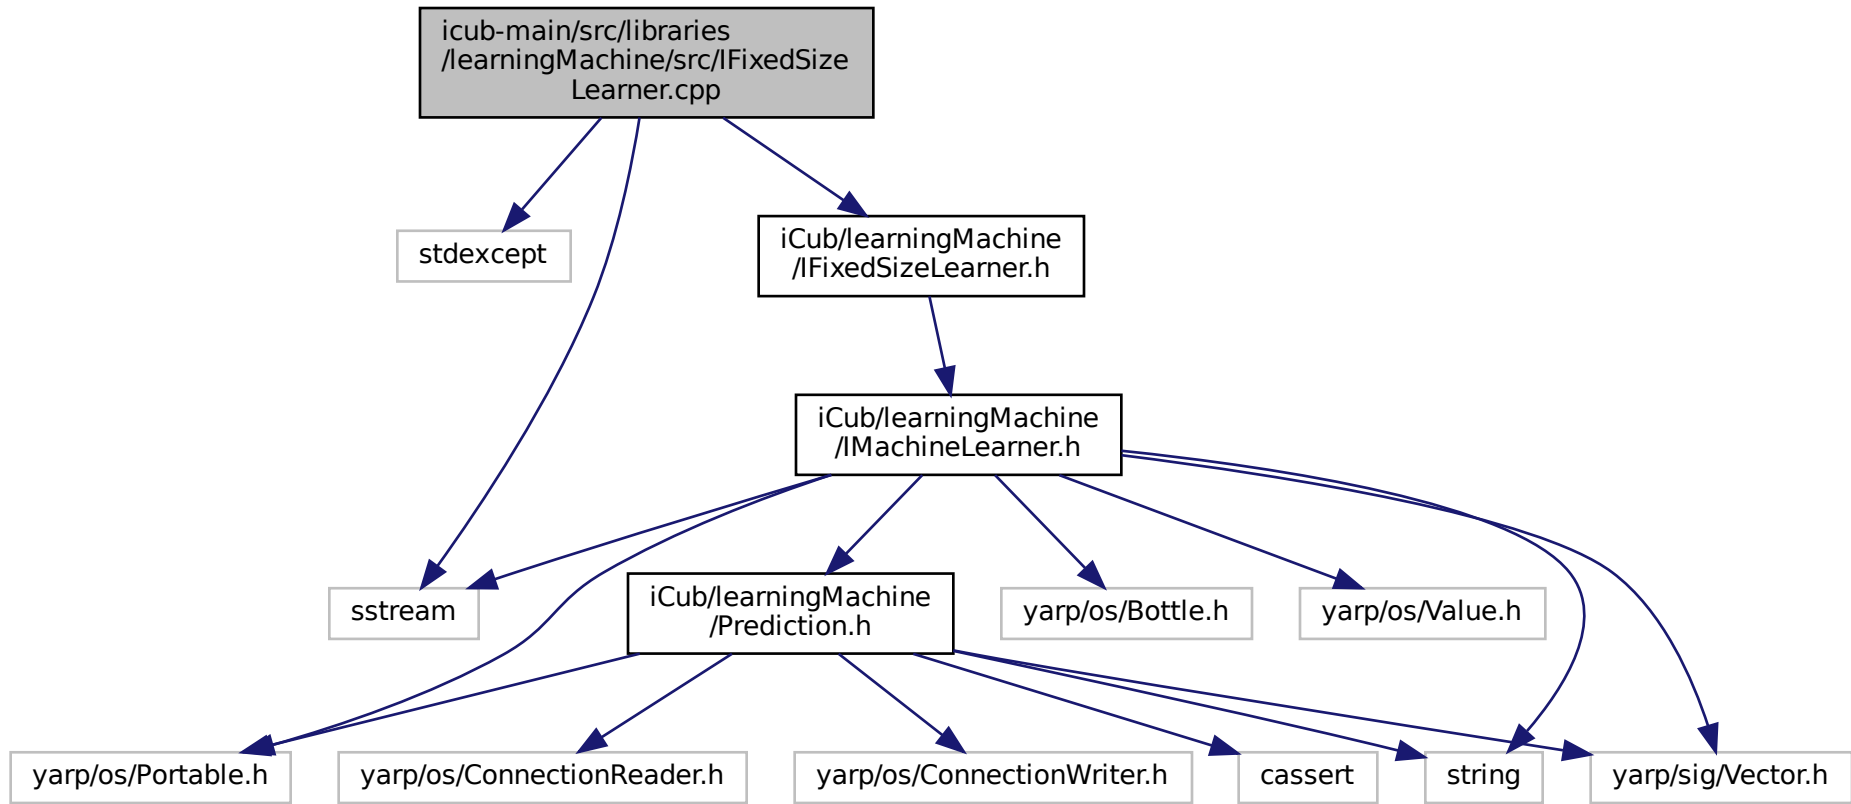 icub-main/src/libraries
/learningMachine/src/IFixedSize
Learner.cpp
stdexcept
iCub/learningMachine
/IFixedSizeLearner.h
iCub/learningMachine
/IMachineLearner.h
sstream
iCub/learningMachine
/Prediction.h
yarp/os/Bottle.h
yarp/os/Value.h
yarp/os/Portable.h
yarp/os/ConnectionReader.h
yarp/os/ConnectionWriter.h
cassert
string
yarp/sig/Vector.h